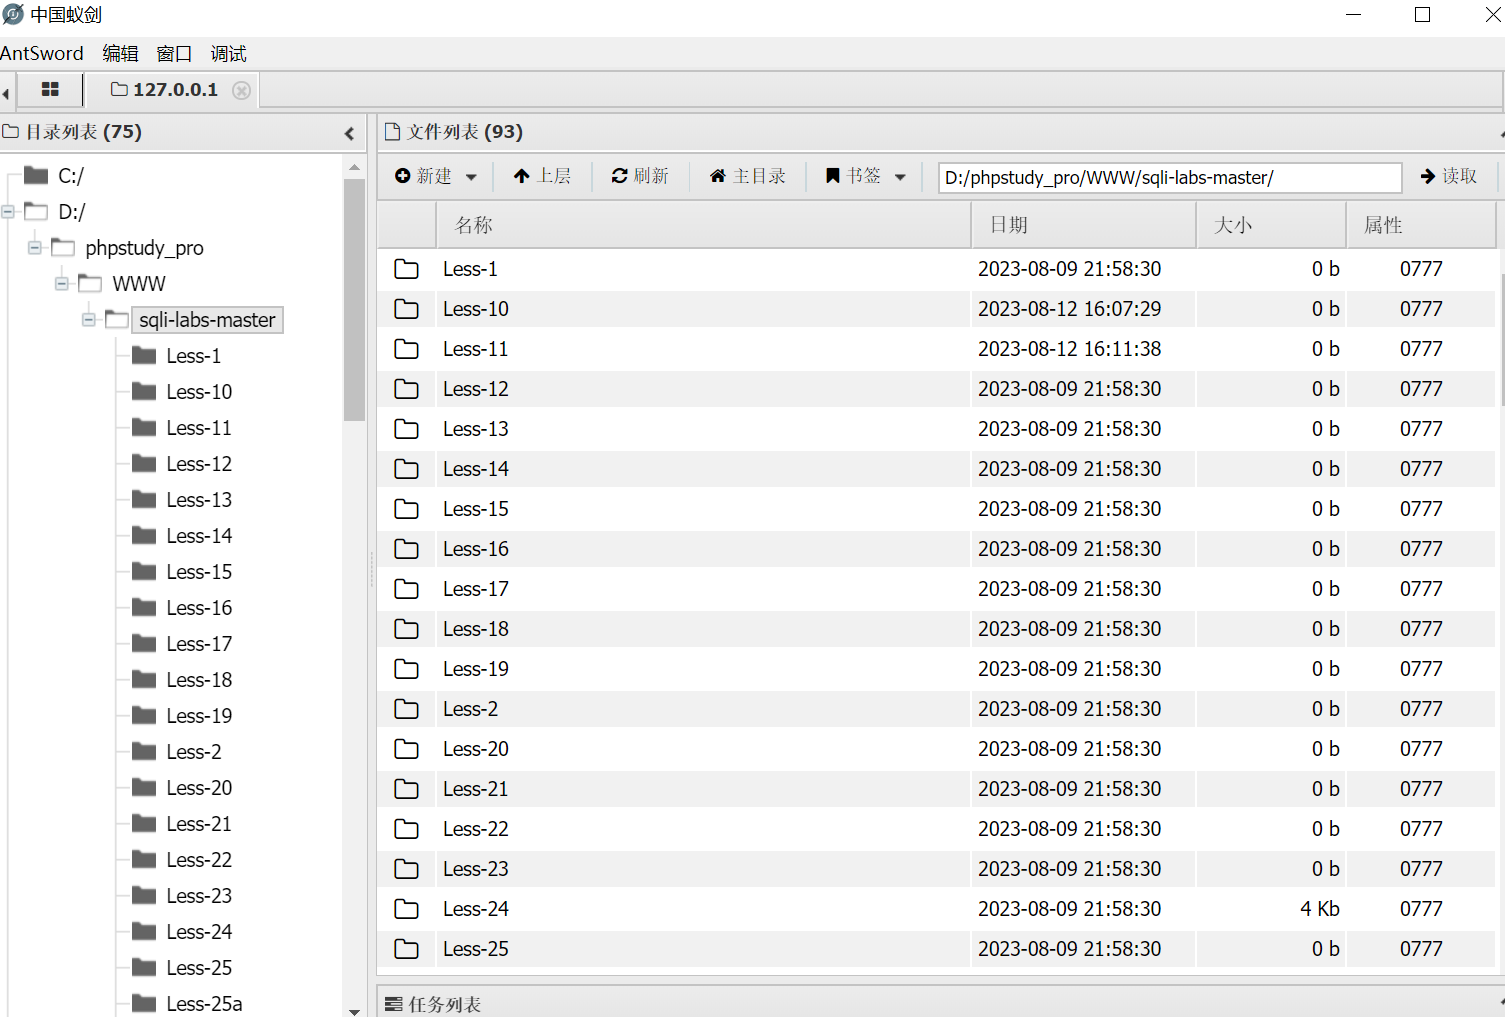 中国蚁剑
AntSword 编辑 窗口 调试
127.0.0.1
目录列表 (75)
C:/
D:/
phpstudy_pro
WWW
sqli-labs-master
Less-1
Less-10
Less-11
Less-12
Less-13
Less-14
Less-15
Less-16
Less-17
Less-18
Less-19
Less-2
Less-20
Less-21
Less-22
Less-23
Less-24
Less-25
Less-25a
文件列表 (93)
新建 上层 刷新 主目录 书签 D:/phpstudy_pro/WWW/sqli-labs-master/ 读取
名称 日期 大小 属性
Less-1 2023-08-09 21:58:30 0 b 0777
Less-10 2023-08-12 16:07:29 0 b 0777
Less-11 2023-08-12 16:11:38 0 b 0777
Less-12 2023-08-09 21:58:30 0 b 0777
Less-13 2023-08-09 21:58:30 0 b 0777
Less-14 2023-08-09 21:58:30 0 b 0777
Less-15 2023-08-09 21:58:30 0 b 0777
Less-16 2023-08-09 21:58:30 0 b 0777
Less-17 2023-08-09 21:58:30 0 b 0777
Less-18 2023-08-09 21:58:30 0 b 0777
Less-19 2023-08-09 21:58:30 0 b 0777
Less-2 2023-08-09 21:58:30 0 b 0777
Less-20 2023-08-09 21:58:30 0 b 0777
Less-21 2023-08-09 21:58:30 0 b 0777
Less-22 2023-08-09 21:58:30 0 b 0777
Less-23 2023-08-09 21:58:30 0 b 0777
Less-24 2023-08-09 21:58:30 4 Kb 0777
Less-25 2023-08-09 21:58:30 0 b 0777
任务列表